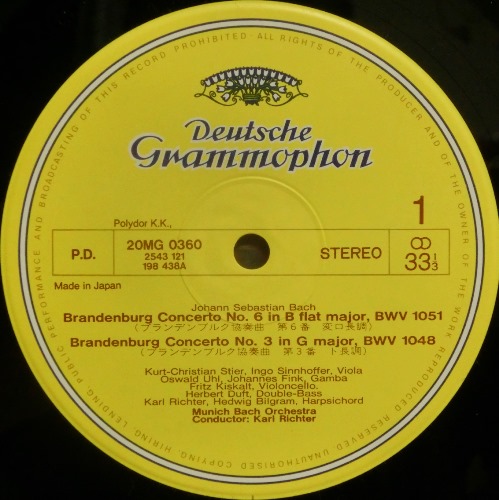 ALL RIGHTS OF THE PRODUCER AND OF THE OWNER OF THE WORK REPRODUCED RESERVED. UNAUTHORISED COPYING, HIRING, LENDING, PUBLIC PERFORMANCE AND BROADCASTING OF THIS RECORD PROHIBITED.
Deutsche
Grammophon
Polydor K.K.,
1
P.D.
20MG 0360
2543 121
198 438A
STEREO
33 1/3
Made in Japan
Johann Sebastian Bach
Brandenburg Concerto No. 6 in B flat major, BWV 1051
(ブランデンブルク協奏曲 第6番 変ロ長調)
Brandenburg Concerto No. 3 in G major, BWV 1048
(ブランデンブルク協奏曲 第3番 ト長調)
Kurt-Christian Stier, Ingo Sinnhoffer, Viola
Oswald Uhl, Johannes Fink, Gamba
Fritz Kiskalt, Violoncello.
Herbert Duft, Double-Bass
Karl Richter, Hedwig Bilgram, Harpsichord
Munich Bach Orchestra
Conductor: Karl Richter